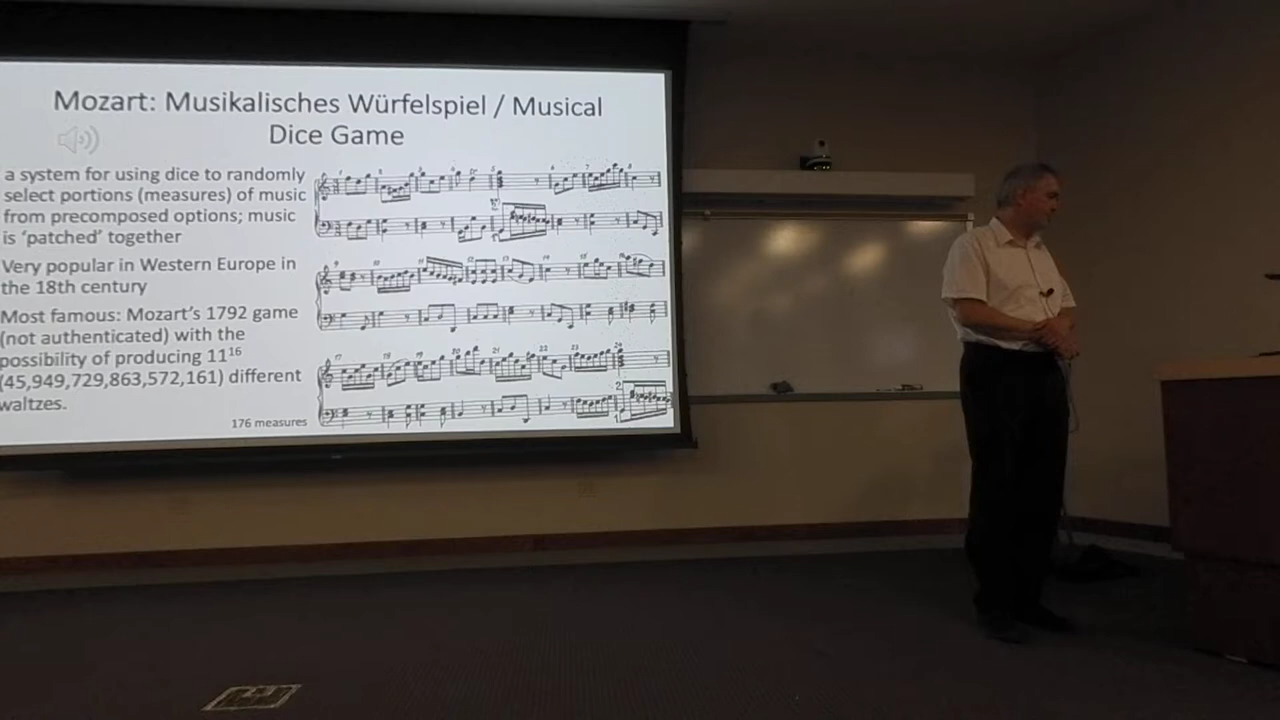 Mozart: Musikalisches Würfelspiel / Musical
Dice Game
a system for using dice to randomly
select portions (measures) of music
from precomposed options; music
is ‘patched’ together
Very popular in Western Europe in
the 18th century
Most famous: Mozart’s 1792 game
(not authenticated) with the
possibility of producing 11¹⁶
(45,949,729,863,572,161) different
waltzes.
176 measures